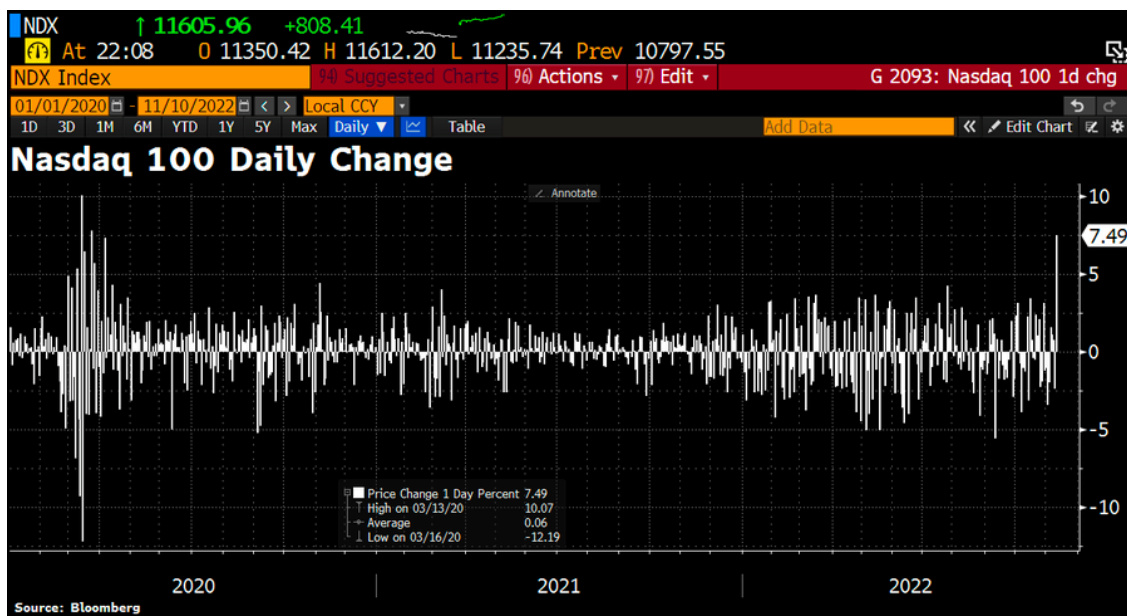 NDX ↑ 11605.96 +808.41
At 22:08 O 11350.42 H 11612.20 L 11235.74 Prev 10797.55
NDX Index 94) Suggested Charts 96) Actions 97) Edit G 2093: Nasdaq 100 1d chg
01/01/2020 - 11/10/2022 < > Local CCY
1D 3D 1M 6M YTD 1Y 5Y Max Daily ▼ Table Add Data « Edit Chart
Nasdaq 100 Daily Change
Annotate
10
7.49
5
0
-5
-10
Price Change 1 Day Percent 7.49
High on 03/13/20 10.07
Average 0.06
Low on 03/16/20 -12.19
2020 2021 2022
Source: Bloomberg